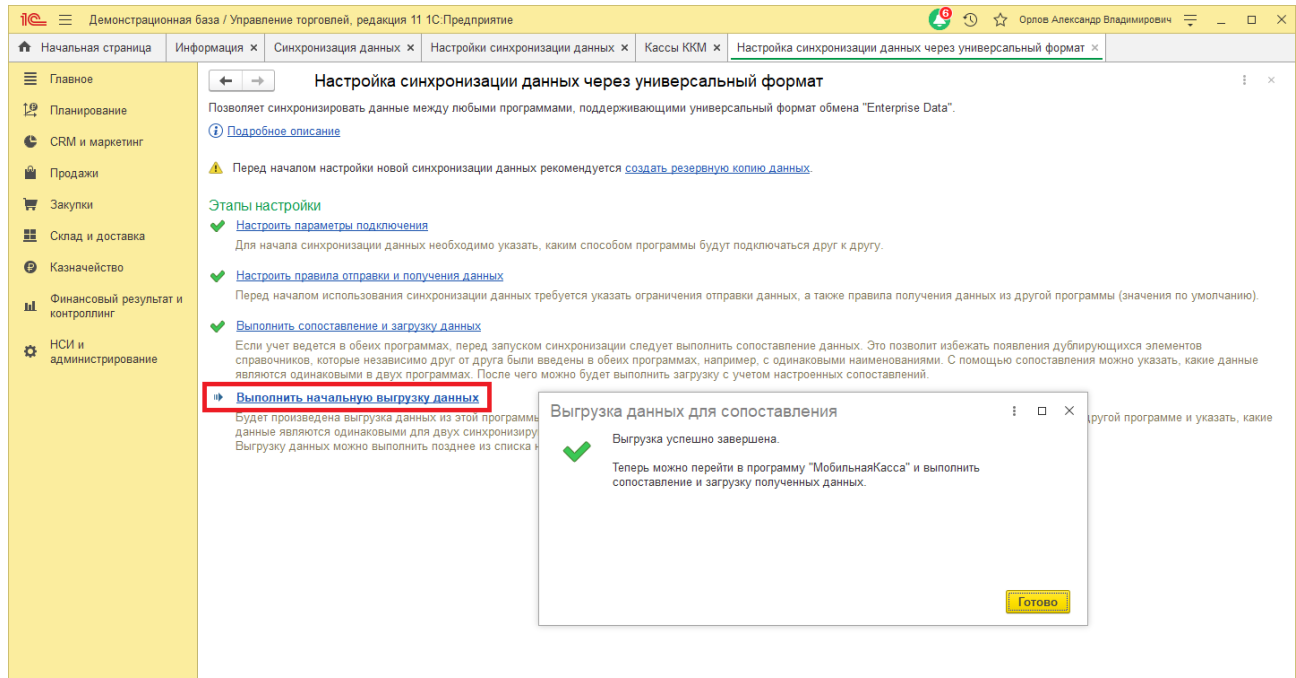 1С Демонстрационная база / Управление торговлей, редакция 11 1С:Предприятие 6 Орлов Александр Владимирович
Начальная страница Информация × Синхронизация данных × Настройки синхронизации данных × Кассы ККМ × Настройка синхронизации данных через универсальный формат ×
Главное
Планирование
CRM и маркетинг
Продажи
Закупки
Склад и доставка
Казначейство
Финансовый результат и
контроллинг
НСИ и
администрирование
Настройка синхронизации данных через универсальный формат
Позволяет синхронизировать данные между любыми программами, поддерживающими универсальный формат обмена "Enterprise Data".
Подробное описание
Перед началом настройки новой синхронизации данных рекомендуется создать резервную копию данных.
Этапы настройки
Настроить параметры подключения
Для начала синхронизации данных необходимо указать, каким способом программы будут подключаться друг к другу.
Настроить правила отправки и получения данных
Перед началом использования синхронизации данных требуется указать ограничения отправки данных, а также правила получения данных из другой программы (значения по умолчанию).
Выполнить сопоставление и загрузку данных
Если учет ведется в обеих программах, перед запуском синхронизации следует выполнить сопоставление данных. Это позволит избежать появления дублирующихся элементов
справочников, которые независимо друг от друга были введены в обеих программах, например, с одинаковыми наименованиями. С помощью сопоставления можно указать, какие данные
являются одинаковыми в двух программах. После чего можно будет выполнить загрузку с учетом настроенных сопоставлений.
Выполнить начальную выгрузку данных
Будет произведена выгрузка данных из этой программы другой программе и указать, какие
данные являются одинаковыми для двух синхронизиру
Выгрузку данных можно выполнить позднее из списка н
Выгрузка данных для сопоставления
Выгрузка успешно завершена.
Теперь можно перейти в программу "МобильнаяКасса" и выполнить
сопоставление и загрузку полученных данных.
Готово